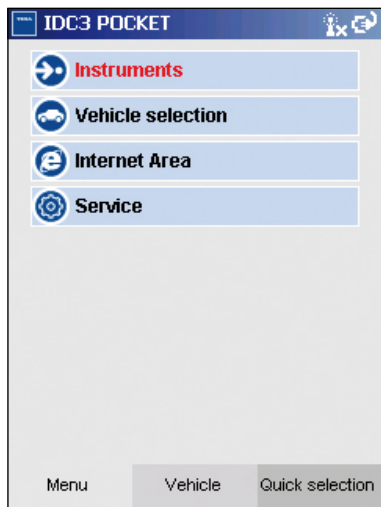 IDC3 POCKET
Instruments
Vehicle selection
Internet Area
Service
Menu Vehicle Quick selection